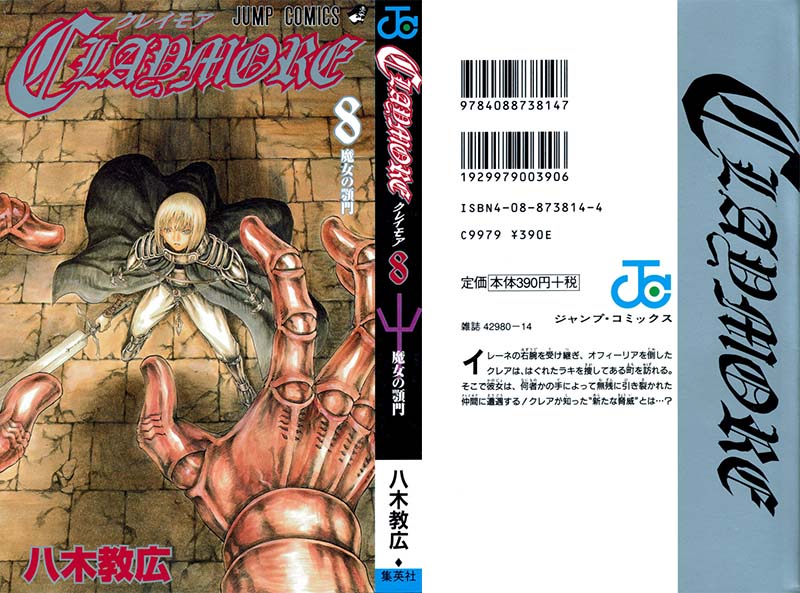 JUMP COMICS
クレイモア
CLAYMORE
8
魔女の顎門
八木教広
JC
CLAYMORE
クレイモア
8
魔女の顎門
八木教広
集英社
9784088738147
1929979003906
ISBN4-08-873814-4
C9979 ¥390E
定価 本体390円+税
JC
ジャンプ・コミックス
雑誌 42980-14
イレーネの右腕を受け継ぎ、オフィーリアを倒した
クレアは、はぐれたラキを捜してある町を訪れる。
そこで彼女は、何者かの手によって無残に引き裂かれた
仲間に遭遇する!クレアが知った"新たな脅威"とは…?
CLAYMORE